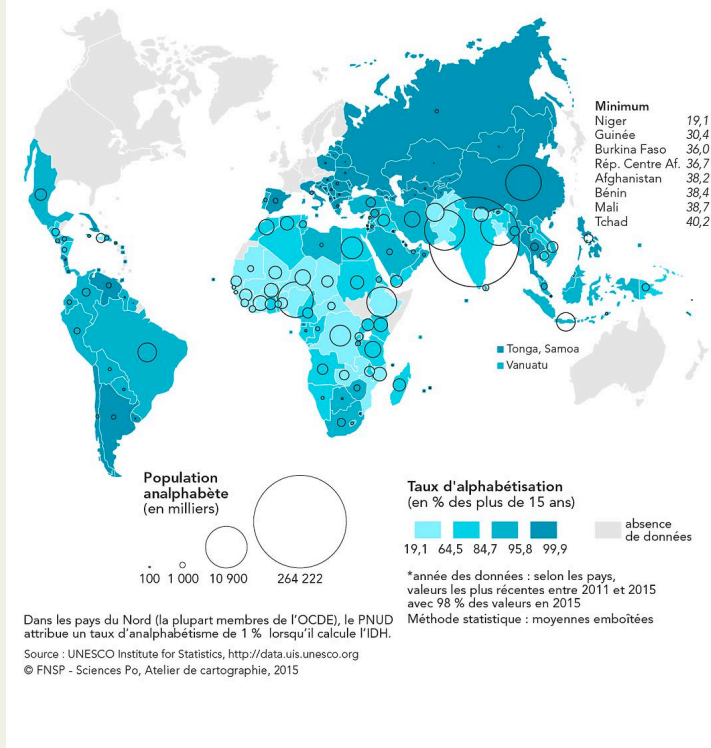 Minimum
Niger 19,1
Guinée 30,4
Burkina Faso 36,0
Rép. Centre Af. 36,7
Afghanistan 38,2
Bénin 38,4
Mali 38,7
Tchad 40,2
Tonga, Samoa
Vanuatu
Population
analphabète
(en milliers)
100 1 000 10 900 264 222
Taux d'alphabétisation
(en % des plus de 15 ans)
19,1 64,5 84,7 95,8 99,9
absence
de données
*année des données : selon les pays,
valeurs les plus récentes entre 2011 et 2015
avec 98 % des valeurs en 2015
Méthode statistique : moyennes emboîtées
Dans les pays du Nord (la plupart membres de l'OCDE), le PNUD
attribue un taux d'analphabétisme de 1 % lorsqu'il calcule l'IDH.
Source : UNESCO Institute for Statistics, http://data.uis.unesco.org
© FNSP - Sciences Po, Atelier de cartographie, 2015